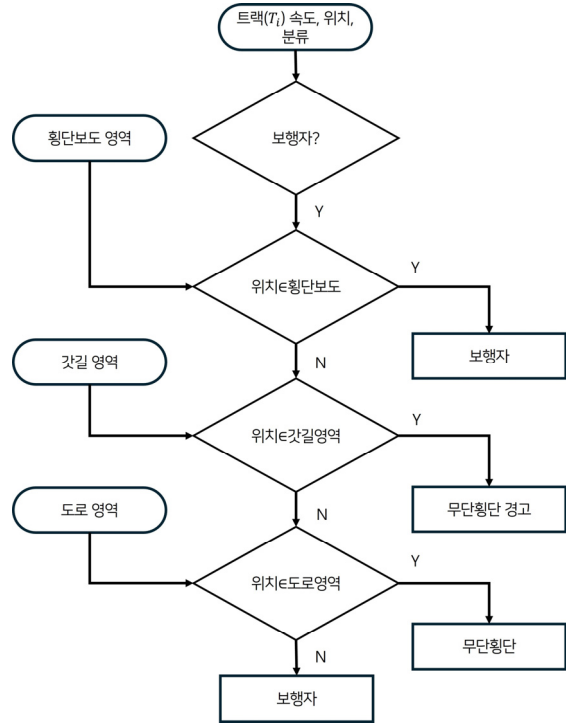 트랙(T_i) 속도, 위치,
분류
횡단보도 영역
보행자?
Y
위치∈횡단보도
Y
보행자
N
갓길 영역
위치∈갓길영역
Y
무단횡단 경고
N
도로 영역
위치∈도로영역
Y
무단횡단
N
보행자